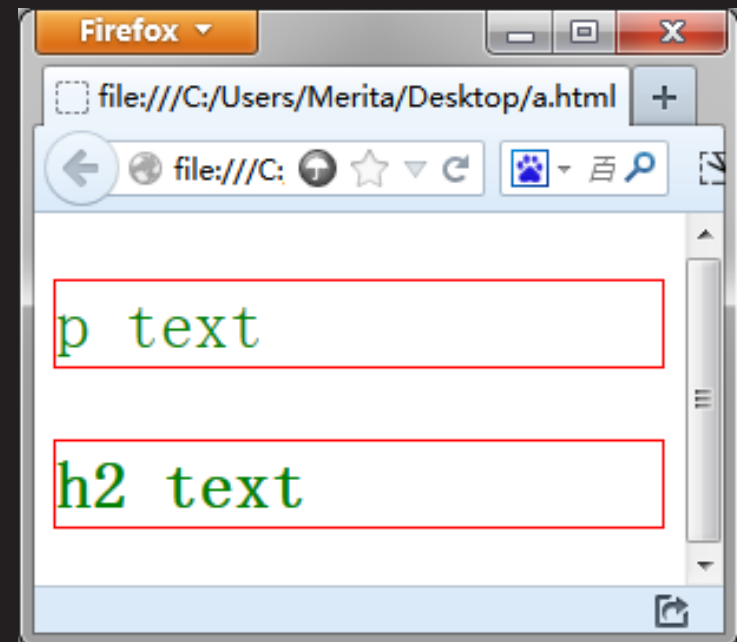 Firefox
file:///C:/Users/Merita/Desktop/a.html
file:///C: 百
p text
h2 text